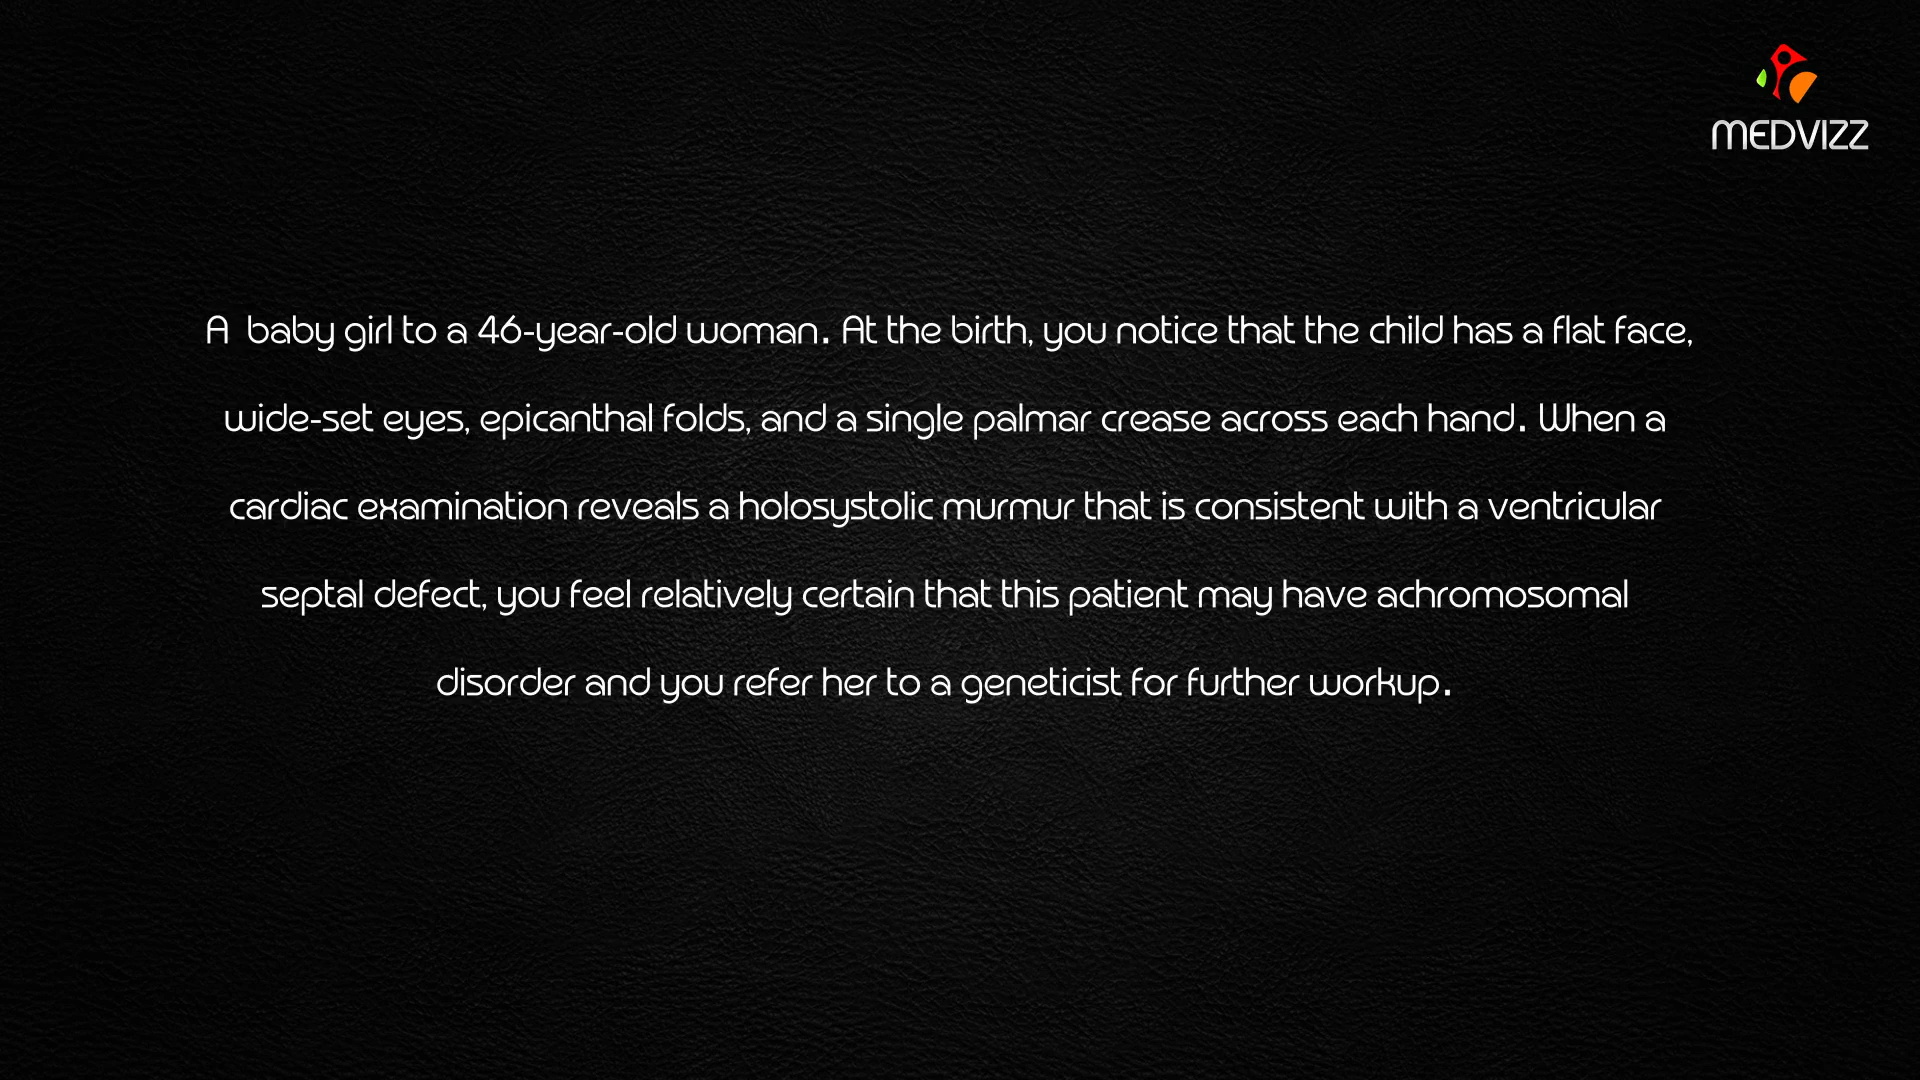 MEDVIZZ
A baby girl to a 46-year-old woman. At the birth, you notice that the child has a flat face,
wide-set eyes, epicanthal folds, and a single palmar crease across each hand. When a
cardiac examination reveals a holosystolic murmur that is consistent with a ventricular
septal defect, you feel relatively certain that this patient may have achromosomal
disorder and you refer her to a geneticist for further workup.